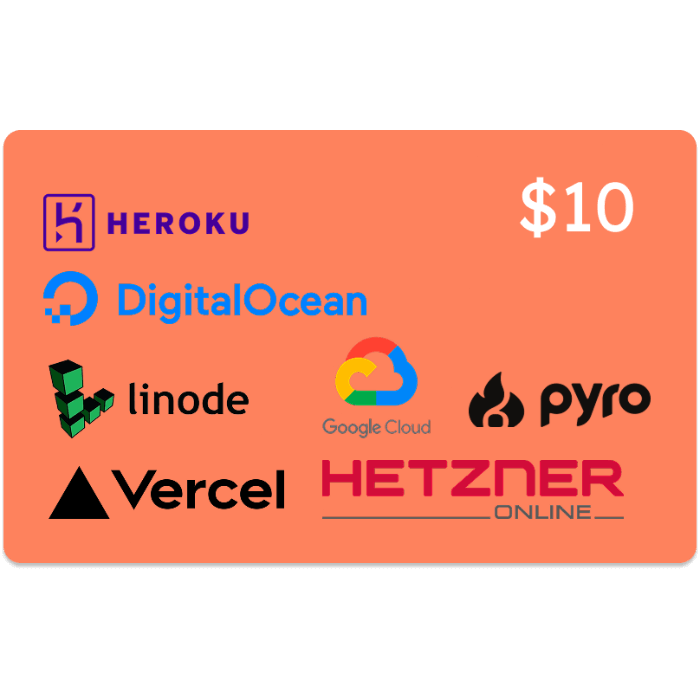 $10
HEROKU
DigitalOcean
linode
Google Cloud
pyro
Vercel
HETZNER
ONLINE